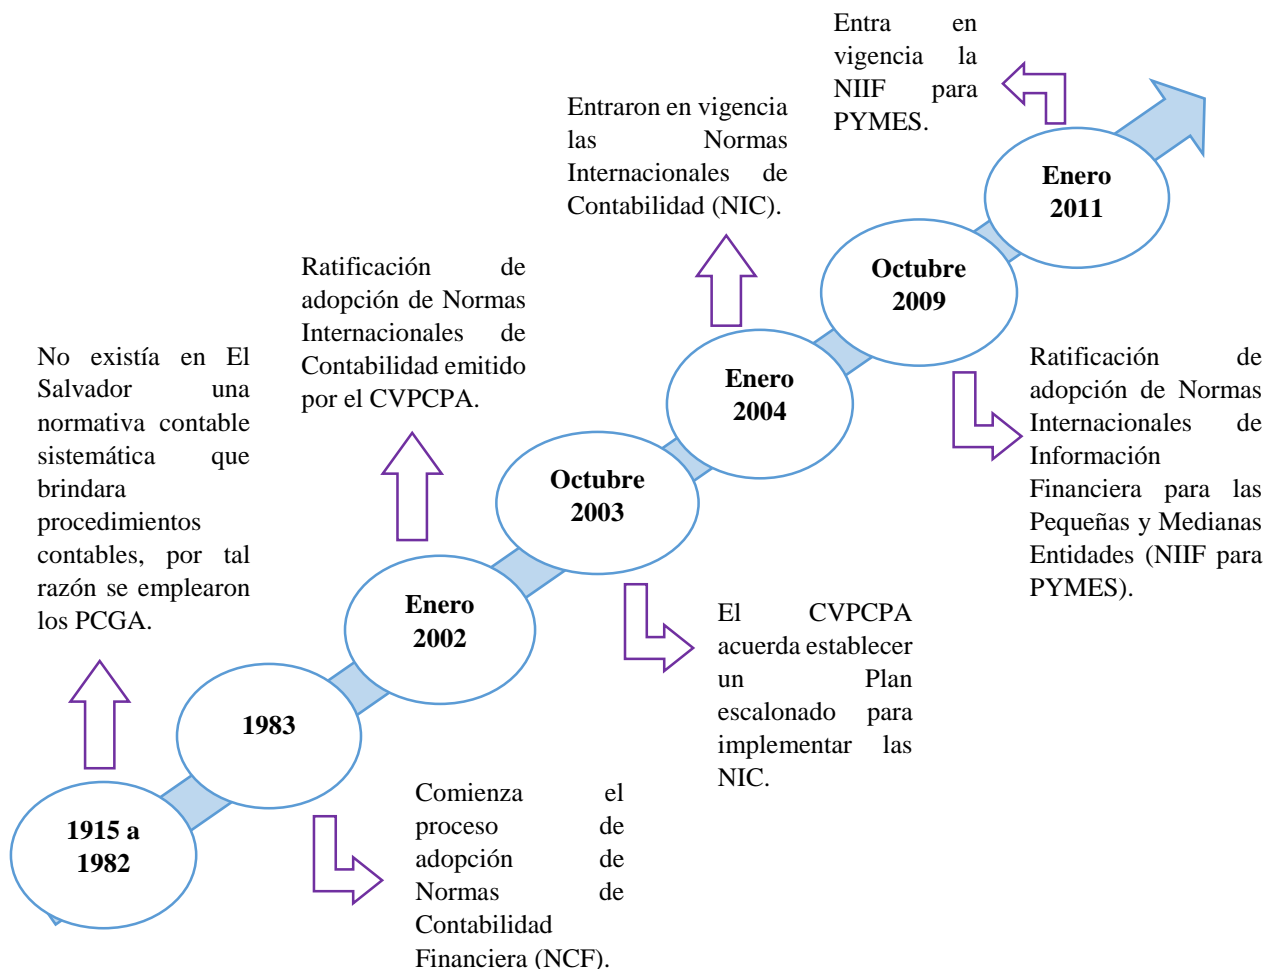 Entra en
vigencia la
NIIF para
PYMES.
Enero
2011
Entraron en vigencia
las Normas
Internacionales de
Contabilidad (NIC).
Octubre
2009
Ratificación de
adopción de Normas
Internacionales de
Contabilidad emitido
por el CVPCPA.
Enero
2004
Ratificación de
adopción de Normas
Internacionales de
Información
Financiera para las
Pequeñas y Medianas
Entidades (NIIF para
PYMES).
No existía en El
Salvador una
normativa contable
sistemática que
brindara
procedimientos
contables, por tal
razón se emplearon
los PCGA.
Octubre
2003
Enero
2002
El CVPCPA
acuerda establecer
un Plan
escalonado para
implementar las
NIC.
1983
1915 a
1982
Comienza el
proceso de
adopción de
Normas de
Contabilidad
Financiera (NCF).